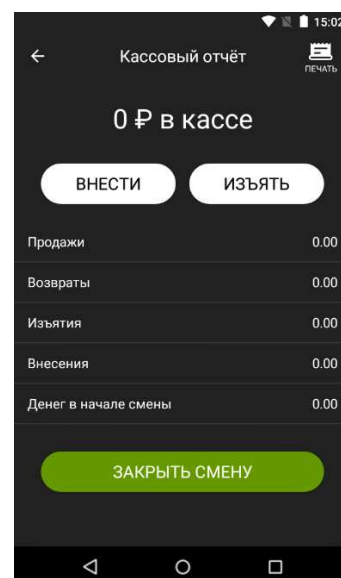 15:02
Кассовый отчёт
ПЕЧАТЬ
0 ₽ в кассе
ВНЕСТИ ИЗЪЯТЬ
Продажи 0.00
Возвраты 0.00
Изъятия 0.00
Внесения 0.00
Денег в начале смены 0.00
ЗАКРЫТЬ СМЕНУ